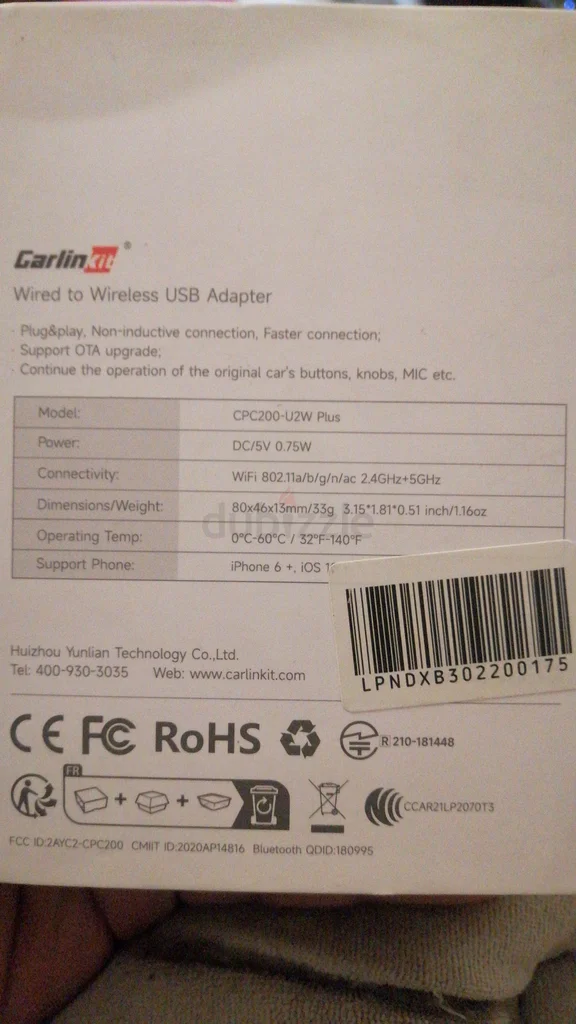 Carlinkit®
Wired to Wireless USB Adapter
· Plug&play, Non-inductive connection, Faster connection;
· Support OTA upgrade;
· Continue the operation of the original car's buttons, knobs, MIC etc.
Model: CPC200-U2W Plus
Power: DC/5V 0.75W
Connectivity: WiFi 802.11a/b/g/n/ac 2.4GHz+5GHz
Dimensions/Weight: 80x46x13mm/33g 3.15*1.81*0.51 inch/1.16oz
dubizzle
Operating Temp: 0°C-60°C / 32°F-140°F
Support Phone: iPhone 6 +, iOS
LPNDXB302200175
Huizhou Yunlian Technology Co.,Ltd.
Tel: 400-930-3035 Web: www.carlinkit.com
CE FC RoHS R 210-181448
FR
CCAR21LP2070T3
FCC ID:2AYC2-CPC200 CMIIT ID:2020AP14816 Bluetooth QDID:180995